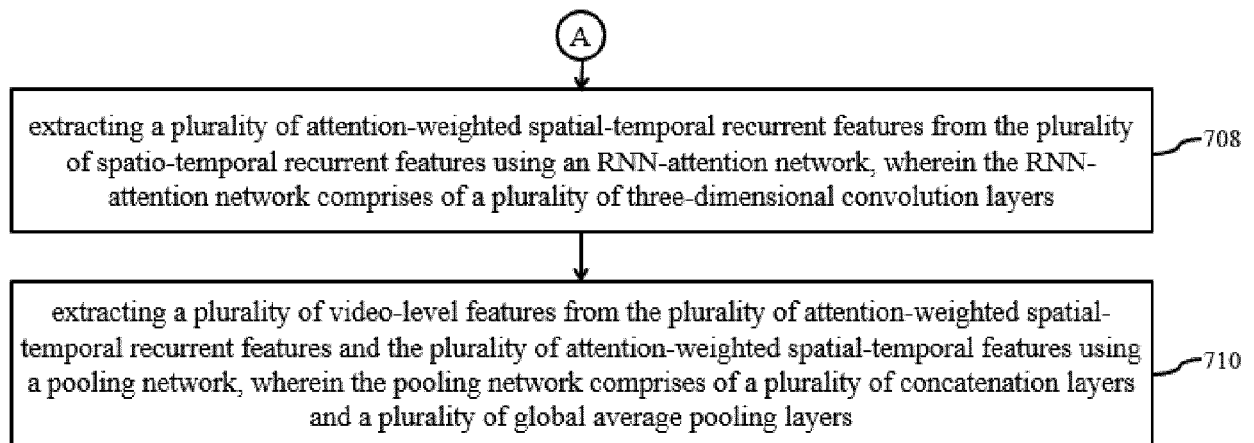 A
extracting a plurality of attention-weighted spatial-temporal recurrent features from the plurality
of spatio-temporal recurrent features using an RNN-attention network, wherein the RNN-
attention network comprises of a plurality of three-dimensional convolution layers
708
extracting a plurality of video-level features from the plurality of attention-weighted spatial-
temporal recurrent features and the plurality of attention-weighted spatial-temporal features using
a pooling network, wherein the pooling network comprises of a plurality of concatenation layers
and a plurality of global average pooling layers
710